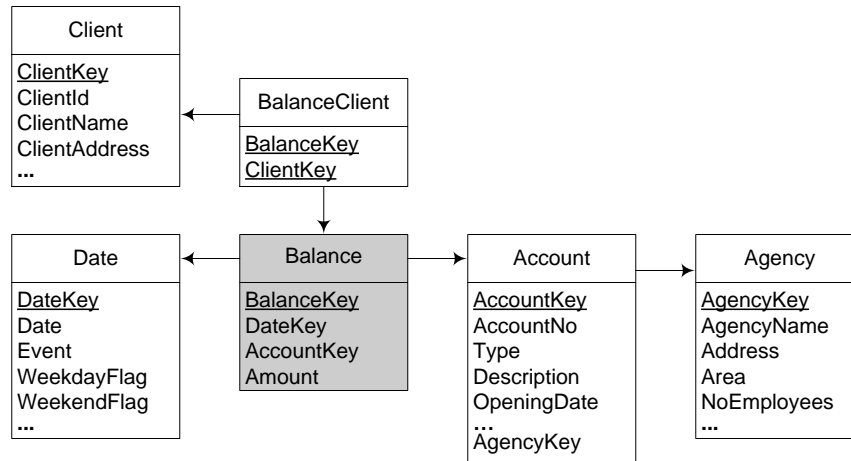 Client
ClientKey
ClientId
ClientName
ClientAddress
...
BalanceClient
BalanceKey
ClientKey
Date
DateKey
Date
Event
WeekdayFlag
WeekendFlag
...
Balance
BalanceKey
DateKey
AccountKey
Amount
Account
AccountKey
AccountNo
Type
Description
OpeningDate
...
AgencyKey
Agency
AgencyKey
AgencyName
Address
Area
NoEmployees
...